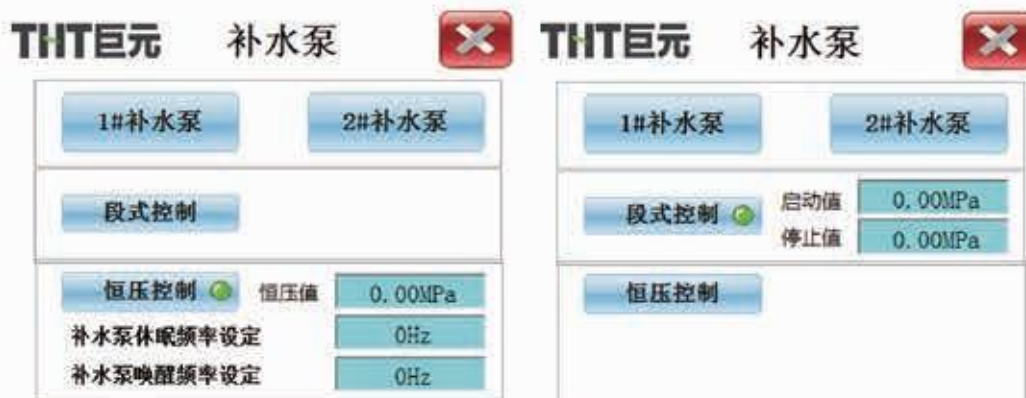 THT巨元 补水泵
1#补水泵 2#补水泵
段式控制
恒压控制 恒压值 0.00MPa
补水泵休眠频率设定 0Hz
补水泵唤醒频率设定 0Hz
THT巨元 补水泵
1#补水泵 2#补水泵
段式控制 启动值 0.00MPa
停止值 0.00MPa
恒压控制